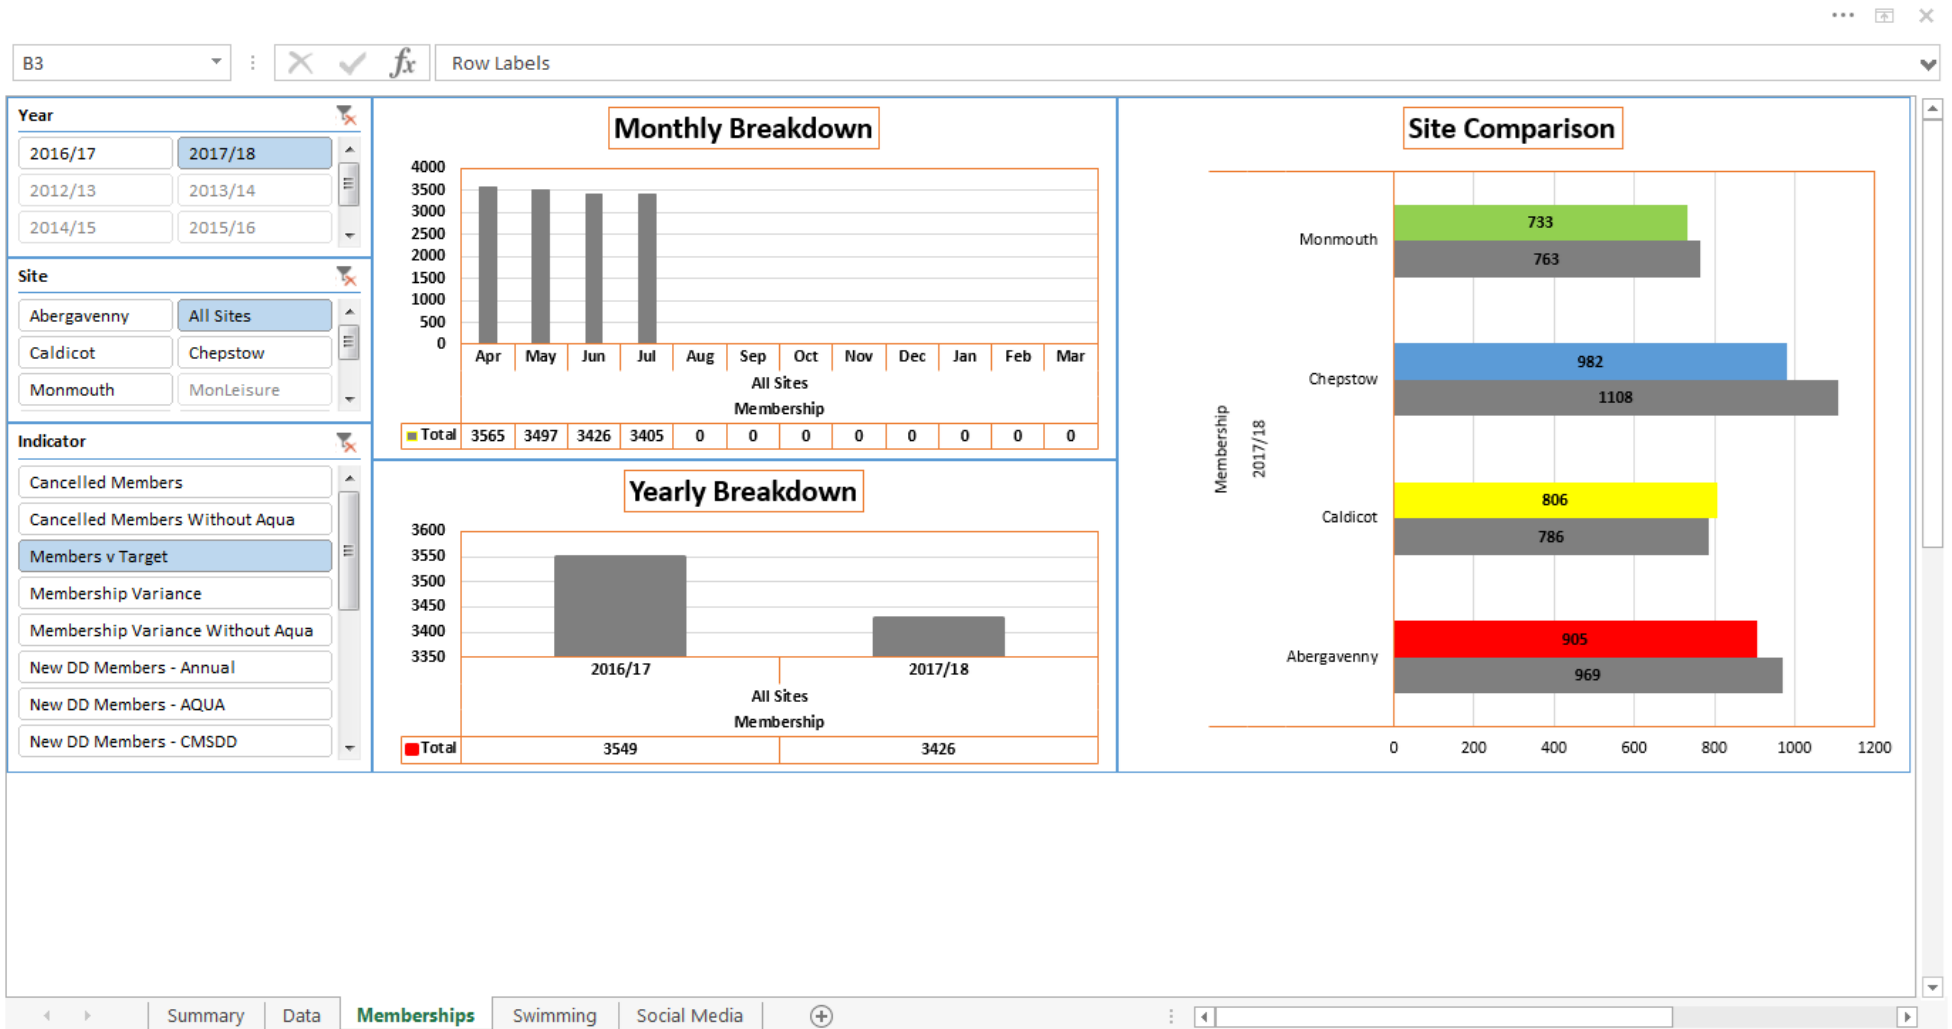 B3
fx
Row Labels
Year
2016/17 2017/18
2012/13 2013/14
2014/15 2015/16
Site
Abergavenny All Sites
Caldicot Chepstow
Monmouth MonLeisure
Indicator
Cancelled Members
Cancelled Members Without Aqua
Members v Target
Membership Variance
Membership Variance Without Aqua
New DD Members - Annual
New DD Members - AQUA
New DD Members - CMSDD
Monthly Breakdown
4000
3500
3000
2500
2000
1500
1000
500
0
Apr May Jun Jul Aug Sep Oct Nov Dec Jan Feb Mar
All Sites
Membership
Total 3565 3497 3426 3405 0 0 0 0 0 0 0 0
Yearly Breakdown
3600
3550
3500
3450
3400
3350
2016/17 2017/18
All Sites
Membership
Total 3549 3426
Site Comparison
Membership
2017/18
Monmouth
733
763
Chepstow
982
1108
Caldicot
806
786
Abergavenny
905
969
0 200 400 600 800 1000 1200
Summary Data Memberships Swimming Social Media